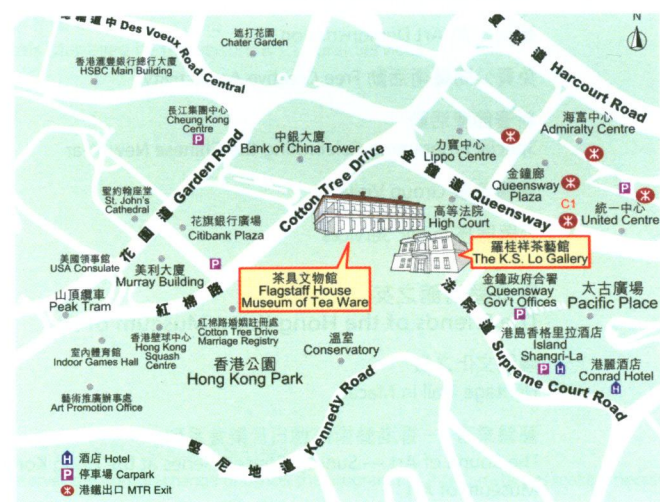 德輔道中 Des Voeux Road Central
遮打花園
Chater Garden
N
夏慤道 Harcourt Road
香港滙豐銀行總行大廈
HSBC Main Building
長江集團中心
Cheung Kong
Centre
P
中銀大廈
Bank of China Tower
力寶中心
Lippo Centre
海富中心
Admiralty Centre
金鐘道 Queensway
金鐘廊
Queensway
Plaza
C1
P
統一中心
United Centre
聖約翰座堂
St. John's
Cathedral
花園道 Garden Road
Cotton Tree Drive
紅棉路
花旗銀行廣場
Citibank Plaza
高等法院
High Court
羅桂祥茶藝館
The K.S. Lo Gallery
美國領事館
USA Consulate
美利大廈
Murray Building
P
茶具文物館
Flagstaff House
Museum of Tea Ware
金鐘政府合署
Queensway
Gov't Offices
P
太古廣場
Pacific Place
山頂纜車
Peak Tram
紅棉路婚姻註冊處
Cotton Tree Drive
Marriage Registry
法院道 Supreme Court Road
港島香格里拉酒店
Island
Shangri-La
P H
港麗酒店
Conrad Hotel
H
室內體育館
Indoor Games Hall
香港壁球中心
Hong Kong
Squash
Centre
溫室
Conservatory
香港公園
Hong Kong Park
藝術推廣辦事處
Art Promotion Office
堅尼地道 Kennedy Road
H 酒店 Hotel
P 停車場 Carpark
港鐵出口 MTR Exit